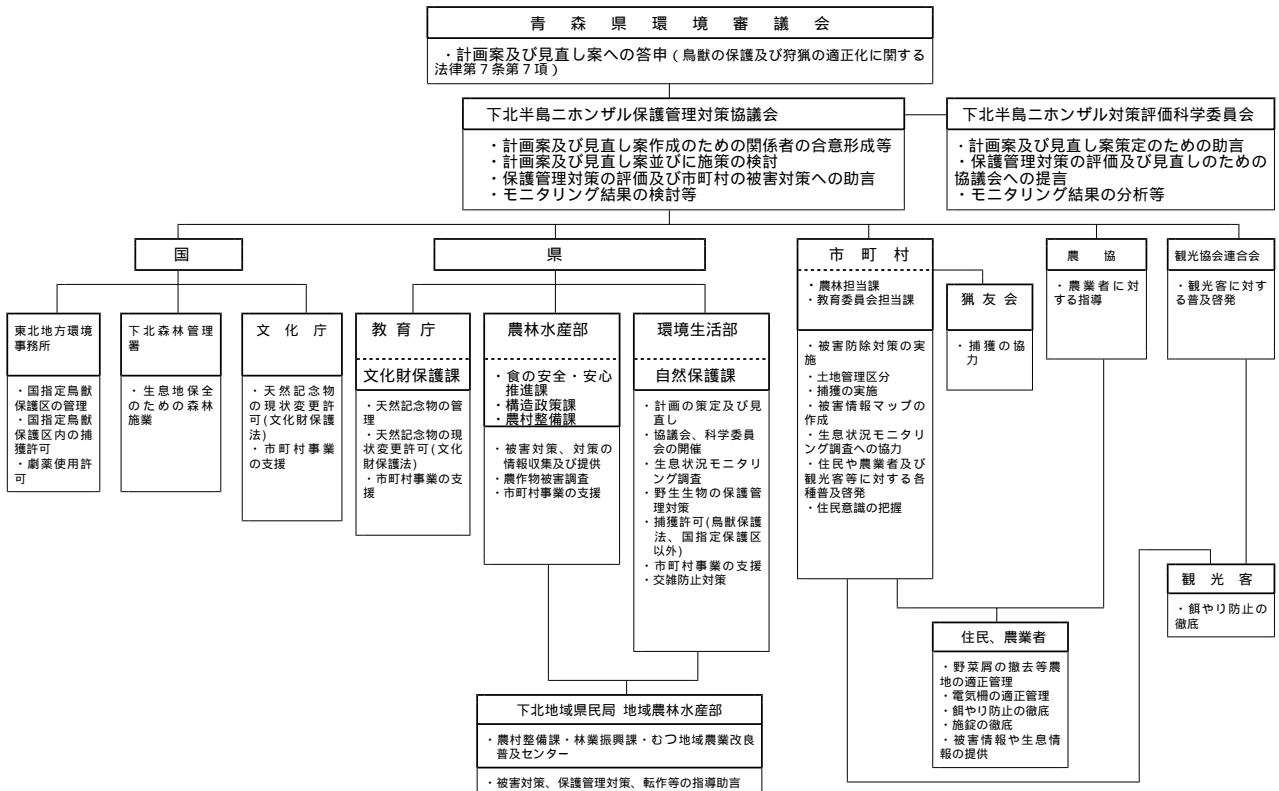 青森県環境審議会
・計画案及び見直し案への答申(鳥獣の保護及び狩猟の適正化に関する
法律第7条第7項)
下北半島ニホンザル保護管理対策協議会
・計画案及び見直し案作成のための関係者の合意形成等
・計画案及び見直し案並びに施策の検討
・保護管理対策の評価及び市町村の被害対策への助言
・モニタリング結果の検討等
下北半島ニホンザル対策評価科学委員会
・計画案及び見直し案策定のための助言
・保護管理対策の評価及び見直しのための
協議会への提言
・モニタリング結果の分析等
国
東北地方環境
事務所
・国指定鳥獣
保護区の管理
・国指定鳥獣
保護区内の捕
獲許可
・劇薬使用許
可
下北森林管理
署
・生息地保全
のための森林
施業
文化庁
・天然記念物
の現状変更許
可(文化財保護
法)
・市町村事業
の支援
県
教育庁
文化財保護課
・天然記念物の管
理
・天然記念物の現
状変更許可(文化
財保護法)
・市町村事業の支
援
農林水産部
・食の安全・安心
推進課
・構造政策課
・農村整備課
・被害対策、対策の
情報収集及び提供
・農作物被害調査
・市町村事業の支援
環境生活部
自然保護課
・計画の策定及び見
直し
・協議会、科学委員
会の開催
・生息状況モニタリ
ング調査
・野生生物の保護管
理対策
・捕獲許可(鳥獣保護
法、国指定保護区
以外)
・市町村事業の支援
・交雑防止対策
下北地域県民局 地域農林水産部
・農村整備課・林業振興課・むつ地域農業改良
普及センター
・被害対策、保護管理対策、転作等の指導助言
市町村
・農林担当課
・教育委員会担当課
・被害防除対策の実
施
・土地管理区分
・捕獲の実施
・被害情報マップの
作成
・生息状況モニタリ
ング調査への協力
・住民や農業者及び
観光客等に対する各
種普及啓発
・住民意識の把握
猟友会
・捕獲の協
力
農協
・農業者に対
する指導
観光協会連合会
・観光客に対
する普及啓発
観光客
・餌やり防止の
徹底
住民、農業者
・野菜屑の撤去等農
地の適正管理
・電気柵の適正管理
・餌やり防止の徹底
・施錠の徹底
・被害情報や生息情
報の提供